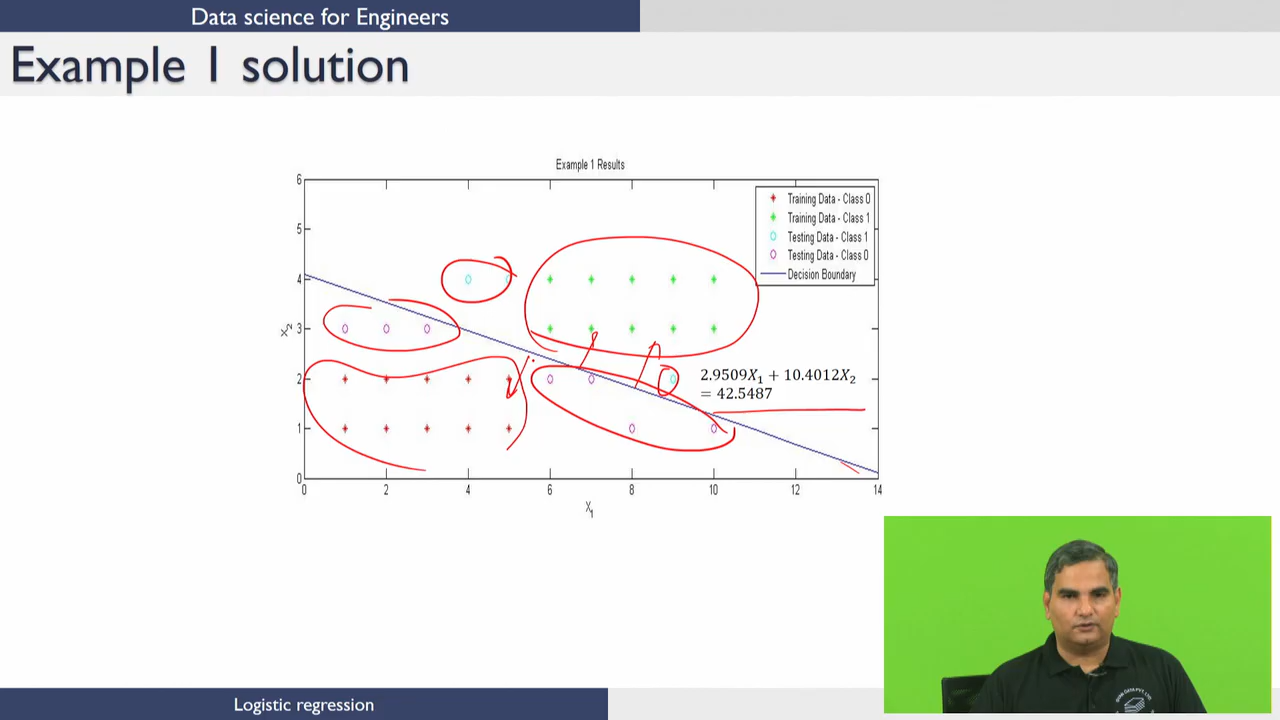 Data science for Engineers
Example 1 solution
Example 1 Results
6
5
4
3
2
1
0
X2
Training Data - Class 0
Training Data - Class 1
Testing Data - Class 1
Testing Data - Class 0
Decision Boundary
2.9509X₁ + 10.4012X₂
= 42.5487
0 2 4 6 8 10 12 14
X1
Logistic regression